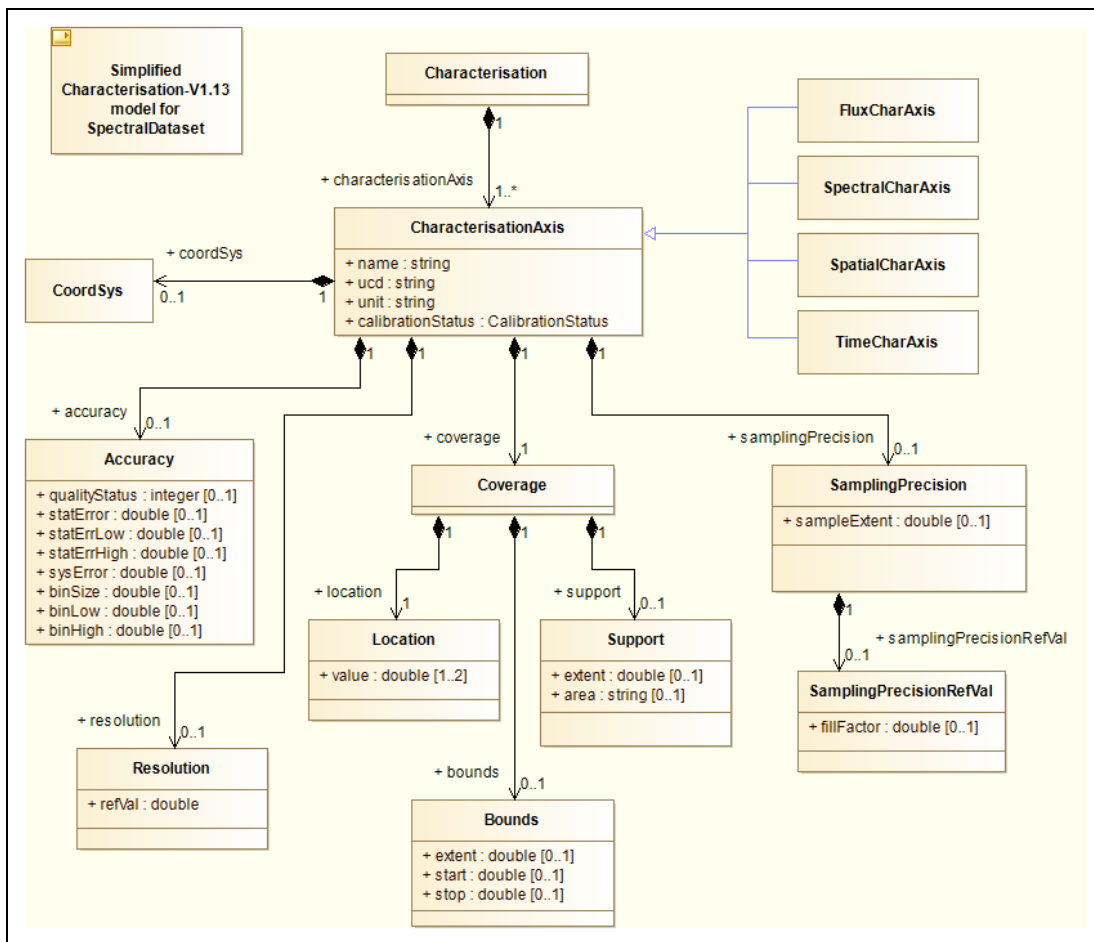 Simplified
Characterisation-V1.13
model for
SpectralDataset
Characterisation
1
+ characterisationAxis
1..*
CharacterisationAxis
+ name : string
+ ucd : string
+ unit : string
+ calibrationStatus : CalibrationStatus
FluxCharAxis
SpectralCharAxis
SpatialCharAxis
TimeCharAxis
+ coordSys
0..1
1
CoordSys
1
1
1
1
+ accuracy
0..1
Accuracy
+ qualityStatus : integer [0..1]
+ statError : double [0..1]
+ statErrLow : double [0..1]
+ statErrHigh : double [0..1]
+ sysError : double [0..1]
+ binSize : double [0..1]
+ binLow : double [0..1]
+ binHigh : double [0..1]
+ coverage
1
Coverage
1
1
1
+ samplingPrecision
0..1
SamplingPrecision
+ sampleExtent : double [0..1]
1
+ samplingPrecisionRefVal
0..1
SamplingPrecisionRefVal
+ fillFactor : double [0..1]
+ location
1
Location
+ value : double [1..2]
+ support
0..1
Support
+ extent : double [0..1]
+ area : string [0..1]
+ resolution
0..1
Resolution
+ refVal : double
+ bounds
0..1
Bounds
+ extent : double [0..1]
+ start : double [0..1]
+ stop : double [0..1]